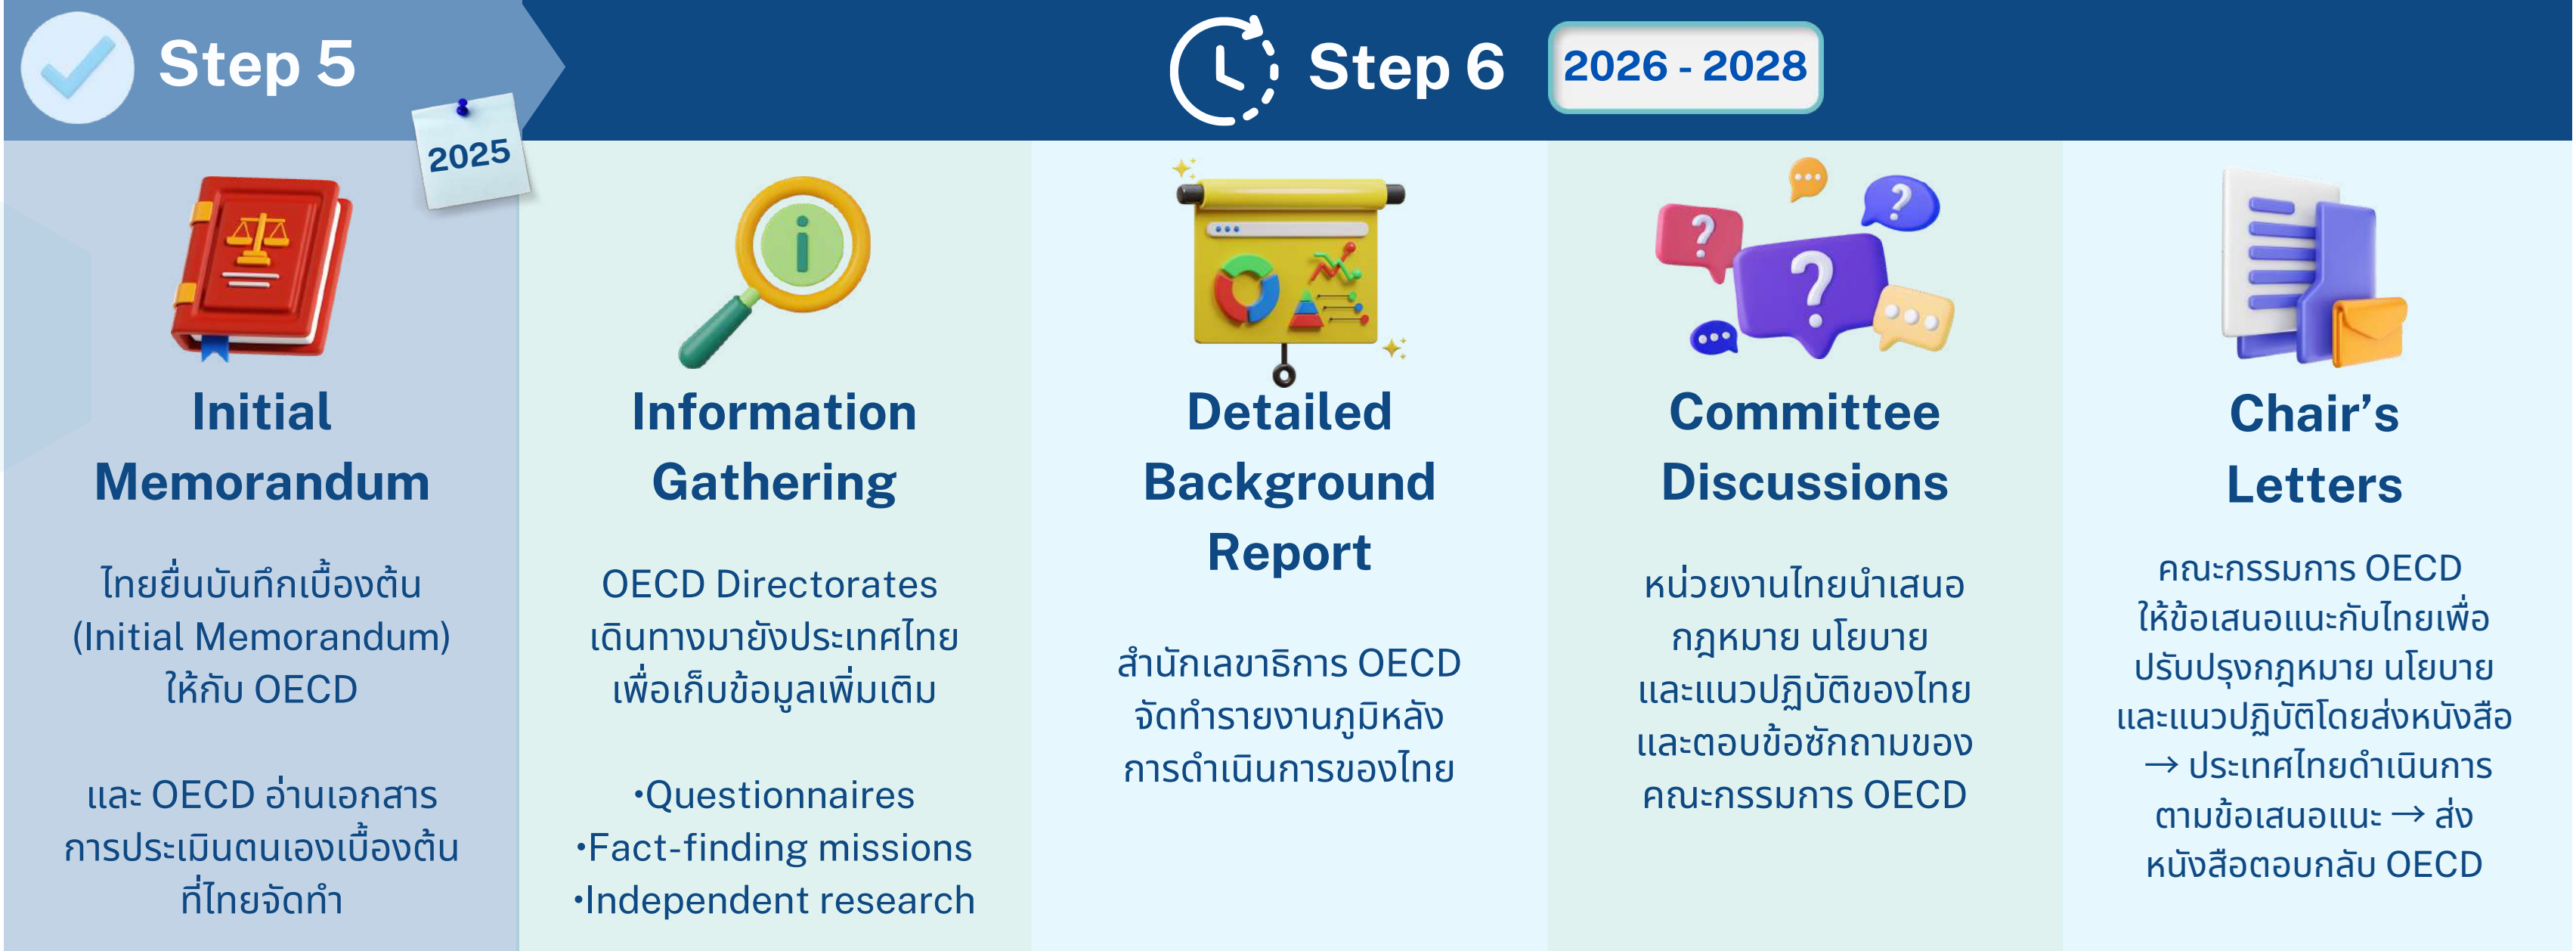 Step 5
2025
Step 6
2026 - 2028
Initial
Memorandum
ไทยยื่นบันทึกเบื้องต้น
(Initial Memorandum)
ให้กับ OECD
และ OECD อ่านเอกสาร
การประเมินตนเองเบื้องต้น
ที่ไทยจัดทำ
Information
Gathering
OECD Directorates
เดินทางมายังประเทศไทย
เพื่อเก็บข้อมูลเพิ่มเติม
•Questionnaires
•Fact-finding missions
•Independent research
Detailed
Background
Report
สำนักเลขาธิการ OECD
จัดทำรายงานภูมิหลัง
การดำเนินการของไทย
Committee
Discussions
หน่วยงานไทยนำเสนอ
กฎหมาย นโยบาย
และแนวปฏิบัติของไทย
และตอบข้อซักถามของ
คณะกรรมการ OECD
Chair’s
Letters
คณะกรรมการ OECD
ให้ข้อเสนอแนะกับไทยเพื่อ
ปรับปรุงกฎหมาย นโยบาย
และแนวปฏิบัติโดยส่งหนังสือ
→ ประเทศไทยดำเนินการ
ตามข้อเสนอแนะ → ส่ง
หนังสือตอบกลับ OECD